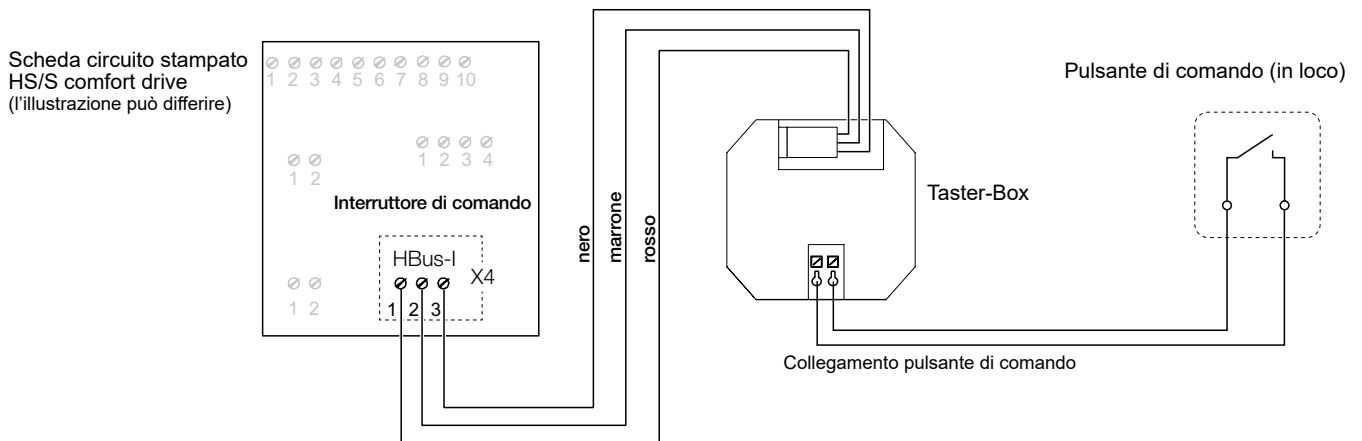 Scheda circuito stampato
HS/S comfort drive
(l'illustrazione può differire)
1 2 3 4 5 6 7 8 9 10
1 2 3 4
1 2
Interruttore di comando
HBus-I
X4
1 2 3
1 2
nero
marrone
rosso
Taster-Box
Collegamento pulsante di comando
Pulsante di comando (in loco)